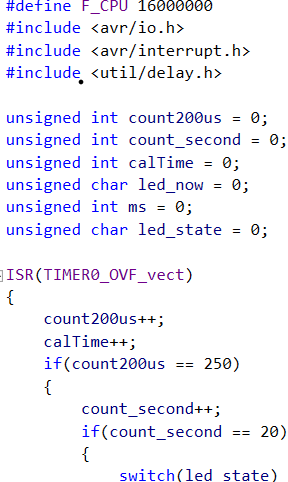 #define F_CPU 16000000
#include <avr/io.h>
#include <avr/interrupt.h>
#include <util/delay.h>
unsigned int count200us = 0;
unsigned int count_second = 0;
unsigned int calTime = 0;
unsigned char led_now = 0;
unsigned int ms = 0;
unsigned char led_state = 0;
ISR(TIMER0_OVF_vect)
{
    count200us++;
    calTime++;
    if(count200us == 250)
    {
        count_second++;
        if(count_second == 20)
        {
            switch(led_state)